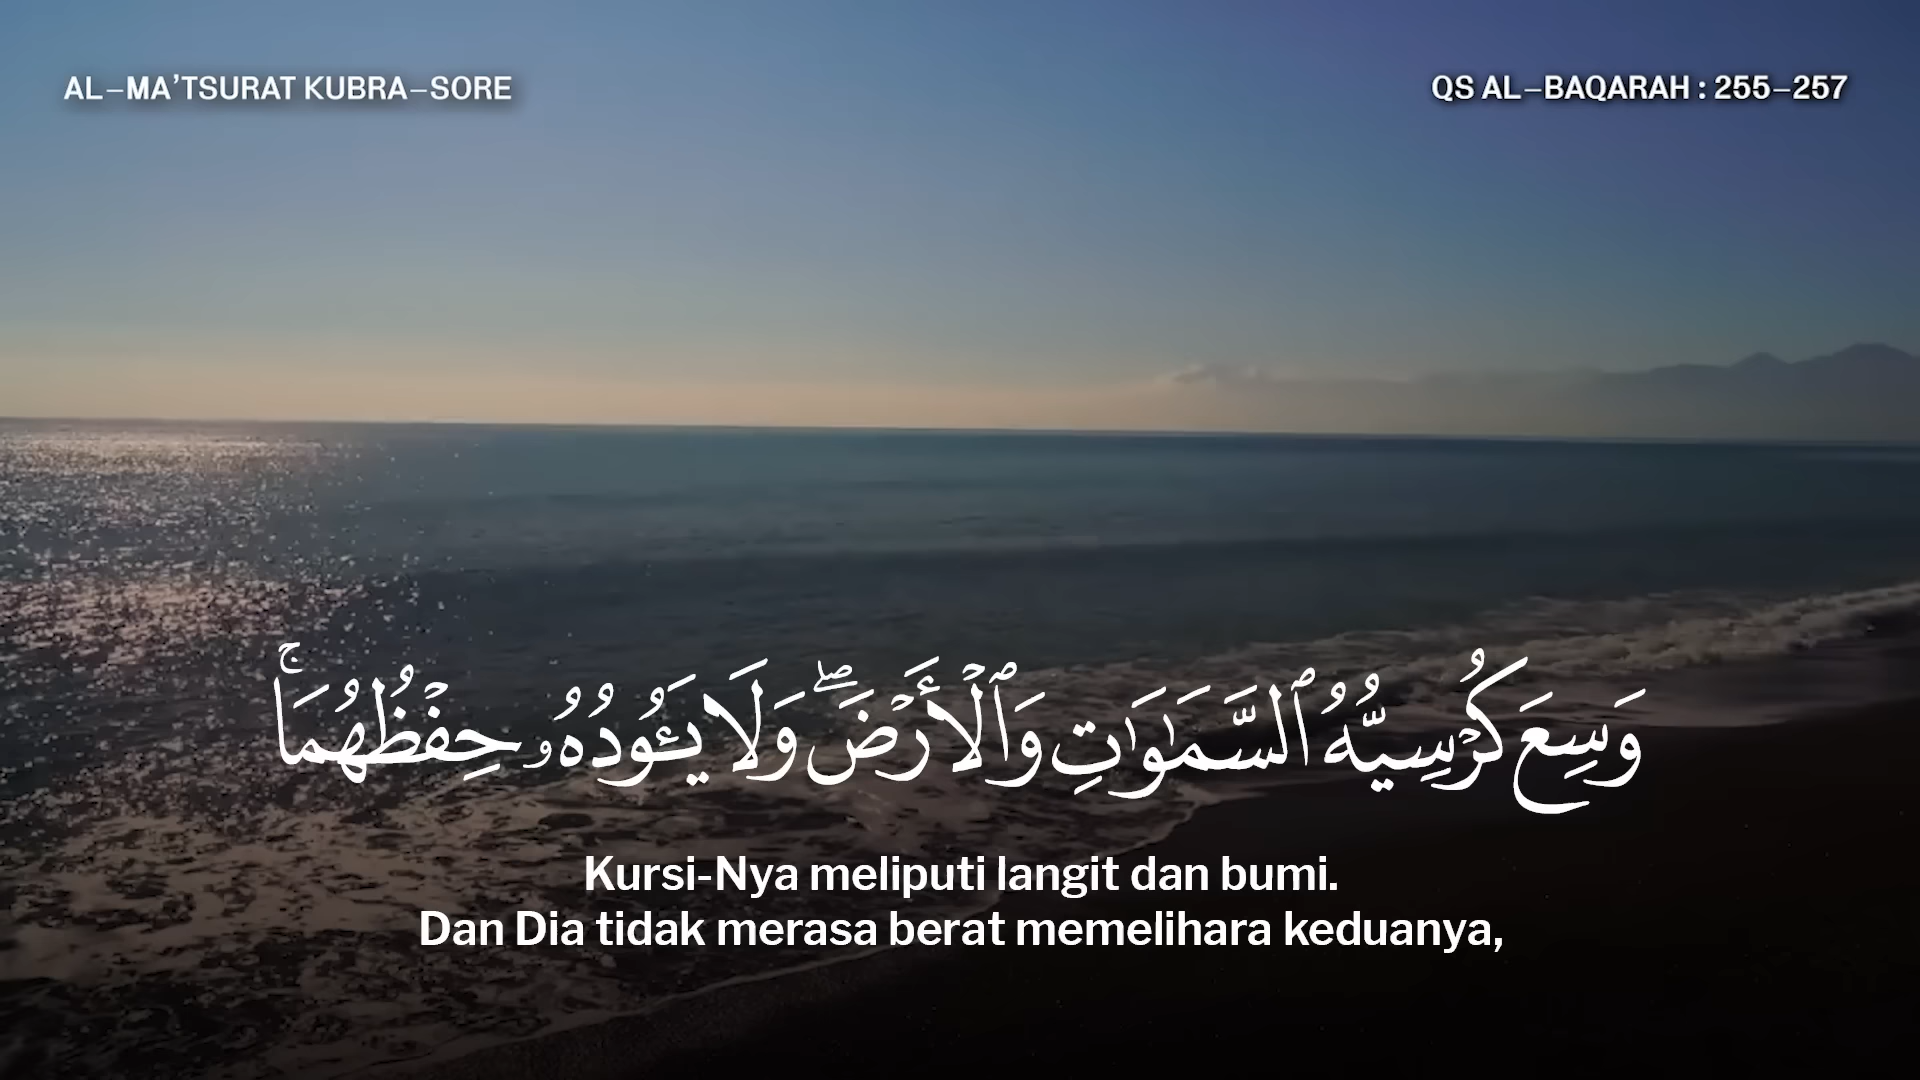 AL-MA'TSURAT KUBRA-SORE
QS AL-BAQARAH : 255-257
وَسِعَ كُرْسِيُّهُ ٱلسَّمَـٰوَٰتِ وَٱلْأَرْضَ ۖ وَلَا يَـُٔودُهُۥ حِفْظُهُمَا ۚ
Kursi-Nya meliputi langit dan bumi.
Dan Dia tidak merasa berat memelihara keduanya,